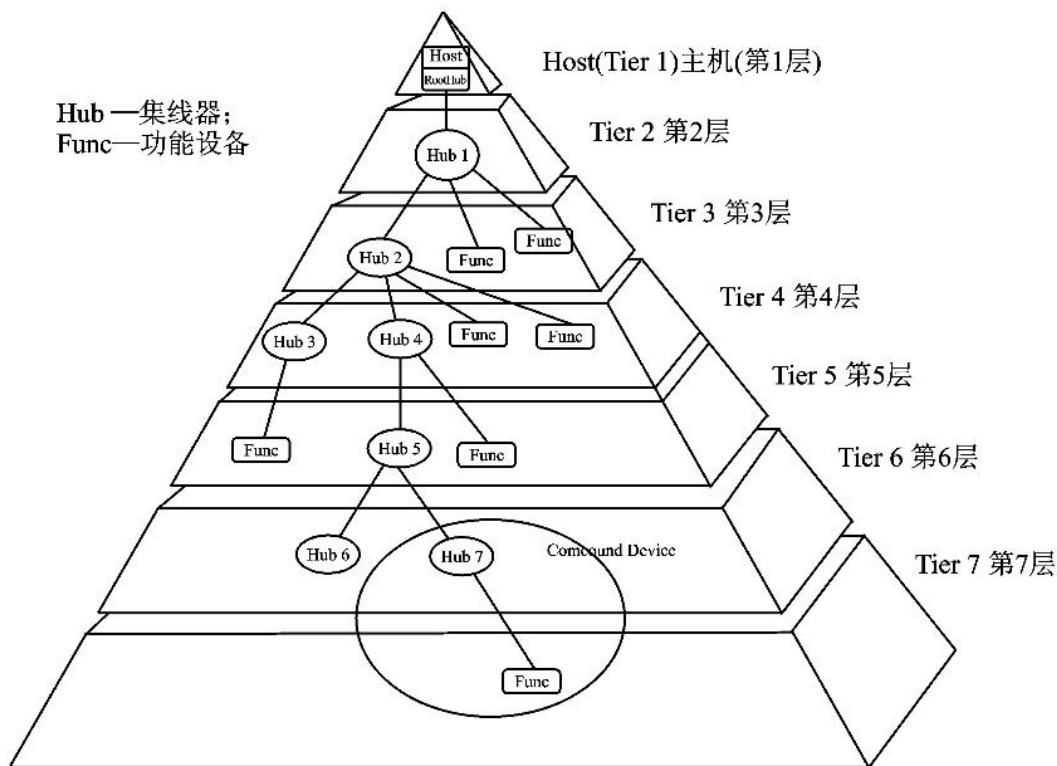 Host
RootHub
Host(Tier 1)主机(第1层)
Hub —集线器；
Func—功能设备
Tier 2 第2层
Hub 1
Tier 3 第3层
Func
Hub 2
Func
Tier 4 第4层
Hub 3
Hub 4
Func
Func
Tier 5 第5层
Func
Hub 5
Func
Tier 6 第6层
Hub 6
Hub 7
Comcound Device
Tier 7 第7层
Func